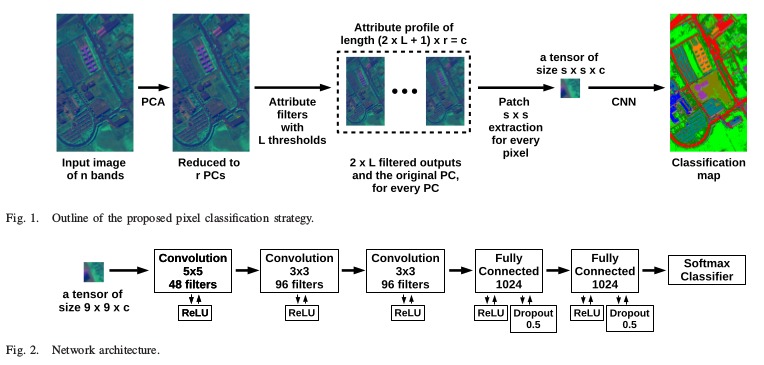 Attribute profile of
length (2 x L + 1) x r = c
a tensor of
size s x s x c
PCA
Attribute
filters
with
L thresholds
Patch
s x s
extraction
for every
pixel
CNN
Input image
of n bands
Reduced to
r PCs
2 x L filtered outputs
and the original PC,
for every PC
Classification
map
Fig. 1. Outline of the proposed pixel classification strategy.
a tensor of
size 9 x 9 x c
Convolution
5x5
48 filters
ReLU
Convolution
3x3
96 filters
ReLU
Convolution
3x3
96 filters
ReLU
Fully
Connected
1024
ReLU
Dropout
0.5
Fully
Connected
1024
ReLU
Dropout
0.5
Softmax
Classifier
Fig. 2. Network architecture.